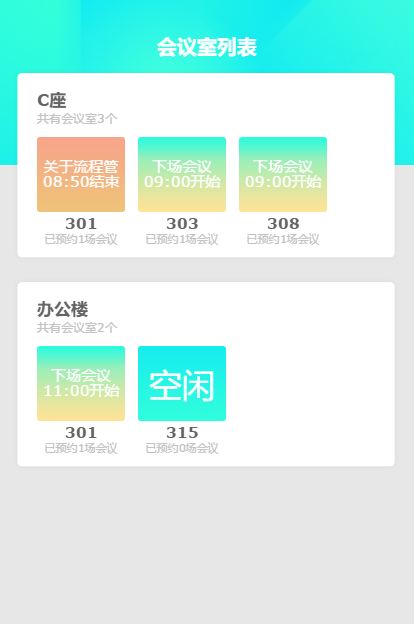 会议室列表
C座
共有会议室3个
关于流程管
08:50结束
下场会议
09:00开始
下场会议
09:00开始
301
303
308
已预约1场会议
已预约1场会议
已预约1场会议
办公楼
共有会议室2个
下场会议
11:00开始
空闲
301
315
已预约1场会议
已预约0场会议